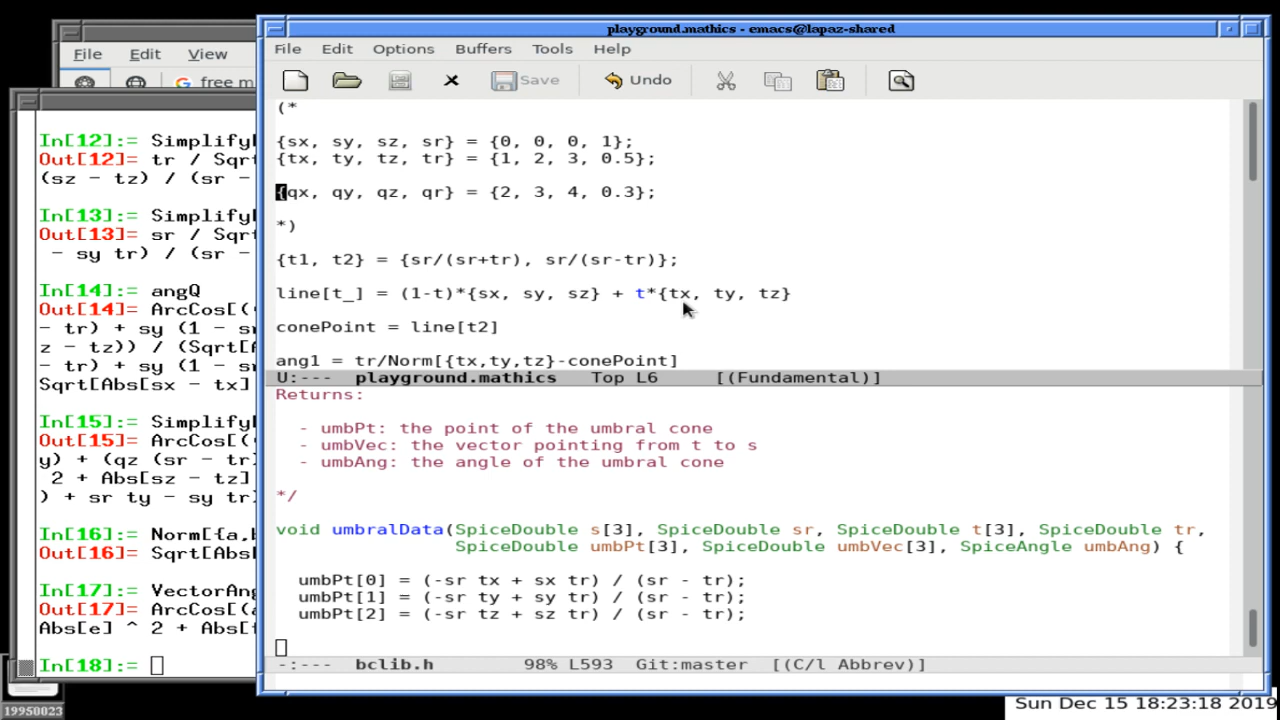 playground.mathics - emacs@lapaz-shared
File Edit View
free m
File Edit Options Buffers Tools Help
Save Undo
In[12]:= Simplify
Out[12]= tr / Sqrt
(sz - tz) / (sr -
In[13]:= Simplify
Out[13]= sr / Sqrt
- sy tr) / (sr -
In[14]:= angQ
Out[14]= ArcCos[(
- tr) + sy (1 - sr
z - tz)) / (Sqrt[A
- tr) + sy (1 - sr
Sqrt[Abs[sx - tx]
In[15]:= Simplify
Out[15]= ArcCos[(
y) + (qz (sr - tr)
2 + Abs[sz - tz]
) + sr ty - sy tr)
In[16]:= Norm[{a,b
Out[16]= Sqrt[Abs
In[17]:= VectorAng
Out[17]= ArcCos[(a
Abs[e] ^ 2 + Abs[f
In[18]:=
(*
{sx, sy, sz, sr} = {0, 0, 0, 1};
{tx, ty, tz, tr} = {1, 2, 3, 0.5};
{qx, qy, qz, qr} = {2, 3, 4, 0.3};
*)
{t1, t2} = {sr/(sr+tr), sr/(sr-tr)};
line[t_] = (1-t)*{sx, sy, sz} + t*{tx, ty, tz}
conePoint = line[t2]
ang1 = tr/Norm[{tx,ty,tz}-conePoint]
U:--- playground.mathics Top L6 [(Fundamental)]
Returns:
- umbPt: the point of the umbral cone
- umbVec: the vector pointing from t to s
- umbAng: the angle of the umbral cone
*/
void umbralData(SpiceDouble s[3], SpiceDouble sr, SpiceDouble t[3], SpiceDouble tr,
SpiceDouble umbPt[3], SpiceDouble umbVec[3], SpiceAngle umbAng) {
umbPt[0] = (-sr tx + sx tr) / (sr - tr);
umbPt[1] = (-sr ty + sy tr) / (sr - tr);
umbPt[2] = (-sr tz + sz tr) / (sr - tr);
-:--- bclib.h 98% L593 Git:master [(C/l Abbrev)]
19950023
Sun Dec 15 18:23:18 2019